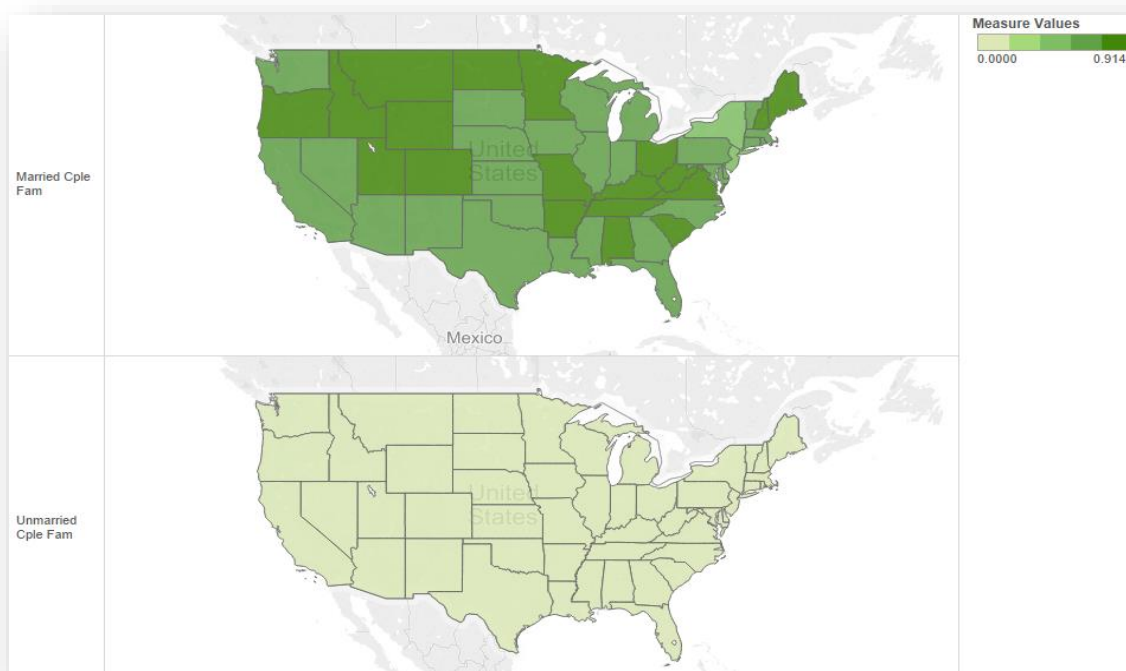 Measure Values
0.0000 0.914
United
States
Married Cple
Fam
Mexico
United
States
Unmarried
Cple Fam